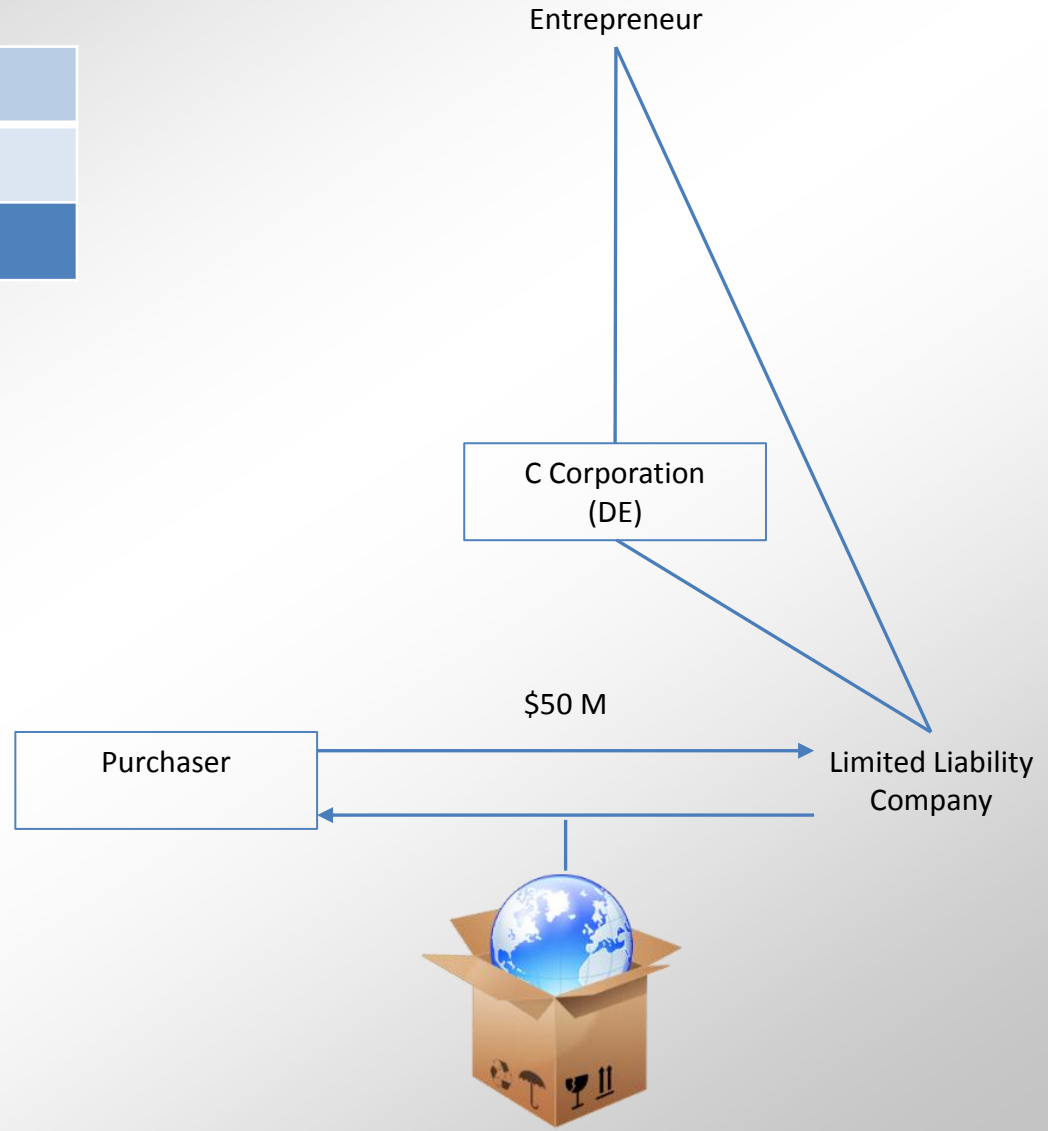 Entrepreneur
C Corporation
(DE)
$50 M
Purchaser
Limited Liability
Company